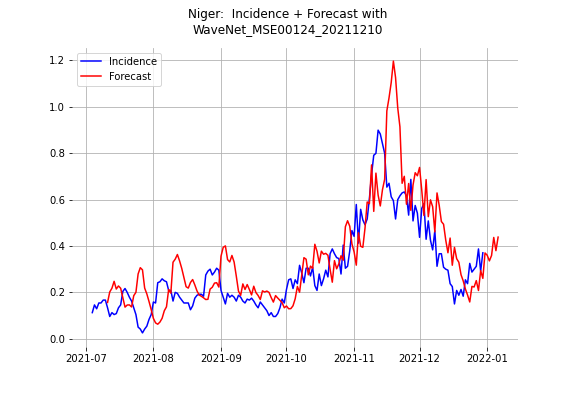 Niger:  Incidence + Forecast with
WaveNet_MSE00124_20211210
Incidence
Forecast
1.2
1.0
0.8
0.6
0.4
0.2
0.0
2021-07 2021-08 2021-09 2021-10 2021-11 2021-12 2022-01